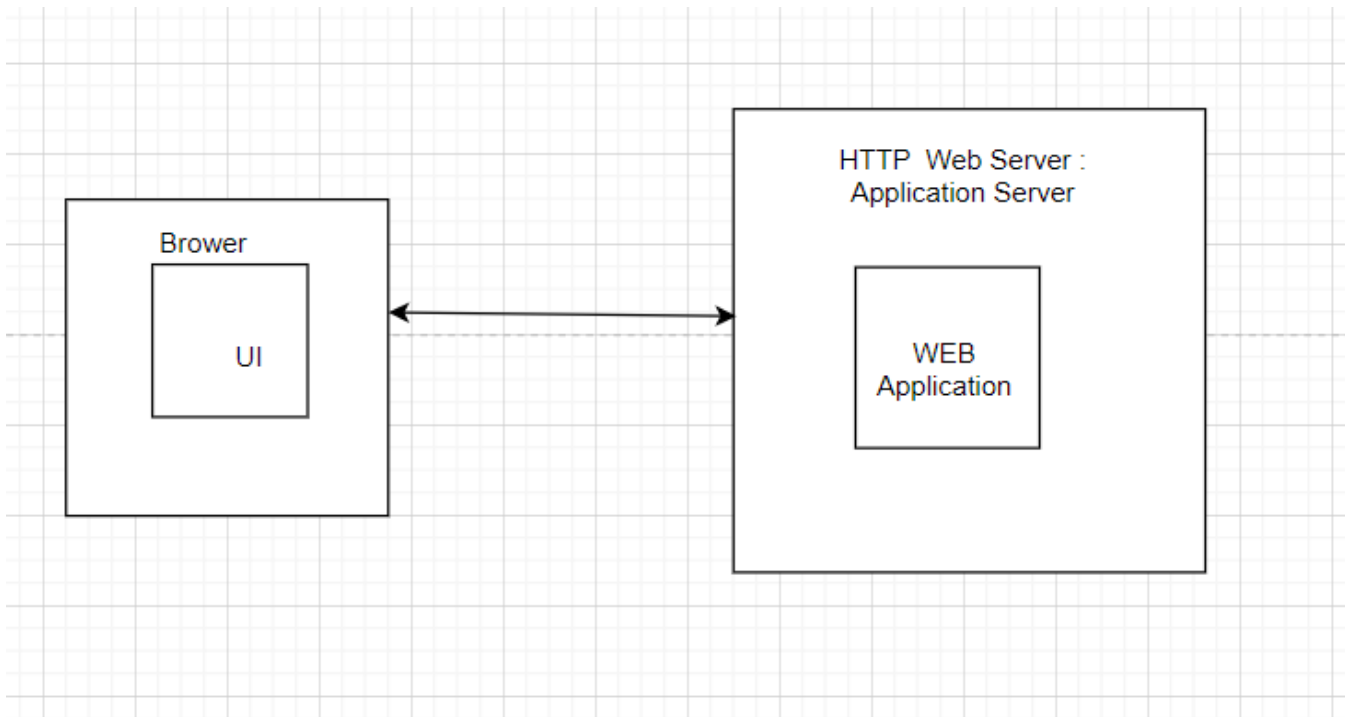 Brower
UI
HTTP  Web Server :
Application Server
WEB
Application